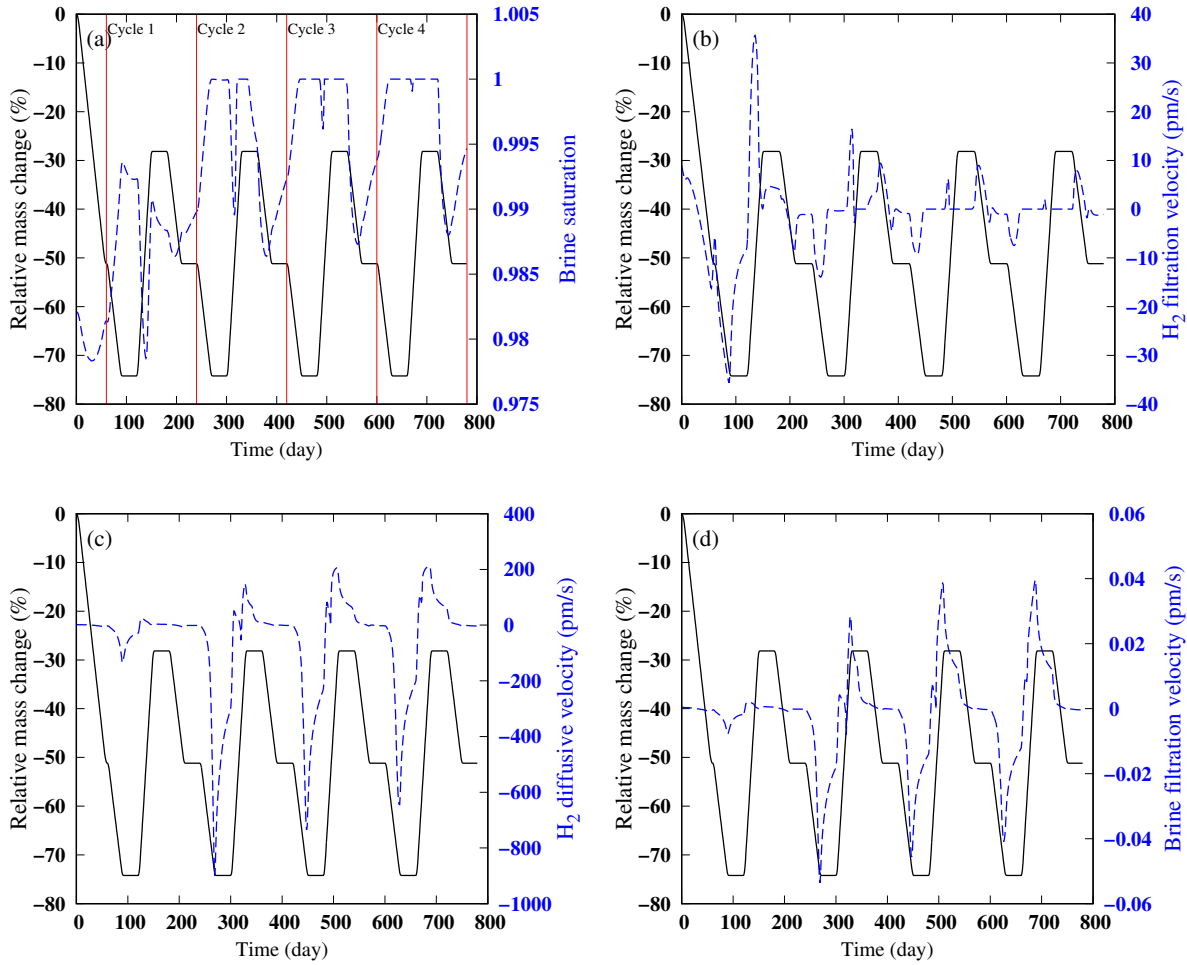 (a)
Cycle 1
Cycle 2
Cycle 3
Cycle 4
0
−10
−20
−30
−40
−50
−60
−70
−80
Relative mass change (%)
1.005
1
0.995
0.99
0.985
0.98
0.975
Brine saturation
0 100 200 300 400 500 600 700 800
Time (day)
(b)
0
−10
−20
−30
−40
−50
−60
−70
−80
Relative mass change (%)
40
30
20
10
0
−10
−20
−30
−40
H2 filtration velocity (pm/s)
0 100 200 300 400 500 600 700 800
Time (day)
(c)
0
−10
−20
−30
−40
−50
−60
−70
−80
Relative mass change (%)
400
200
0
−200
−400
−600
−800
−1000
H2 diffusive velocity (pm/s)
0 100 200 300 400 500 600 700 800
Time (day)
(d)
0
−10
−20
−30
−40
−50
−60
−70
−80
Relative mass change (%)
0.06
0.04
0.02
0
−0.02
−0.04
−0.06
Brine filtration velocity (pm/s)
0 100 200 300 400 500 600 700 800
Time (day)